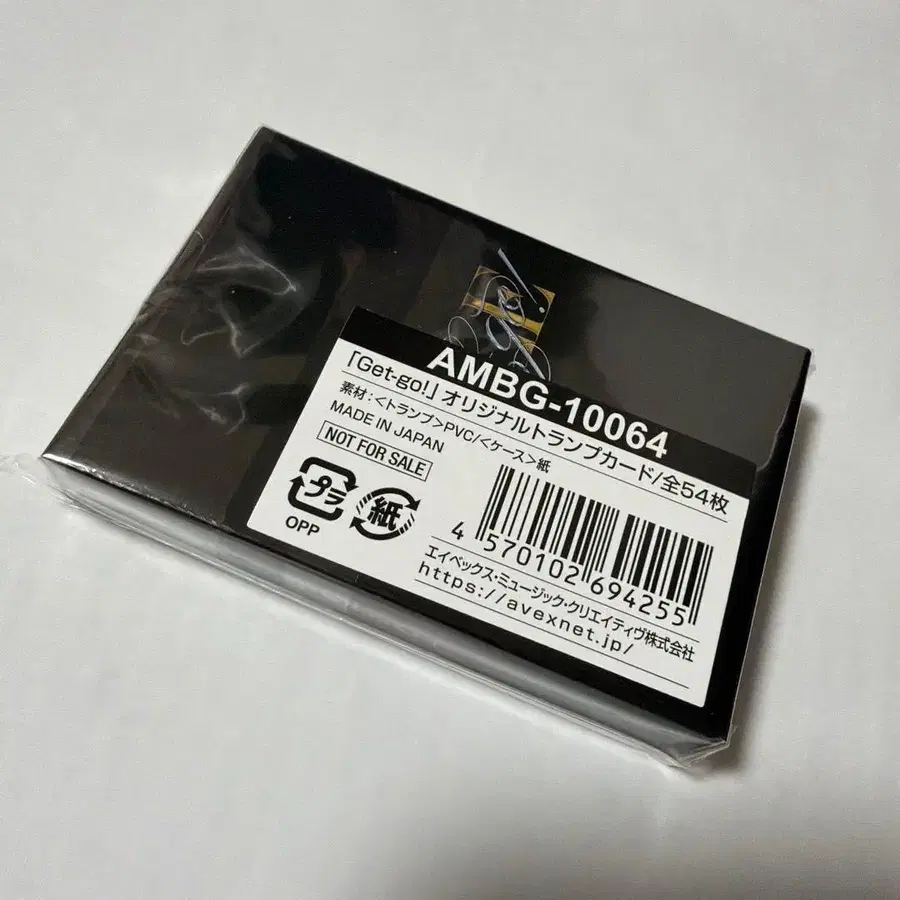 AMBG-10064
「Get-go!」オリジナルトランプカード/全54枚
素材:<トランプ>PVC/<ケース>紙
MADE IN JAPAN
NOT FOR SALE
プラ
OPP
紙
4 570102 694255
エイベックス・ミュージック・クリエイティヴ株式会社
https://avexnet.jp/